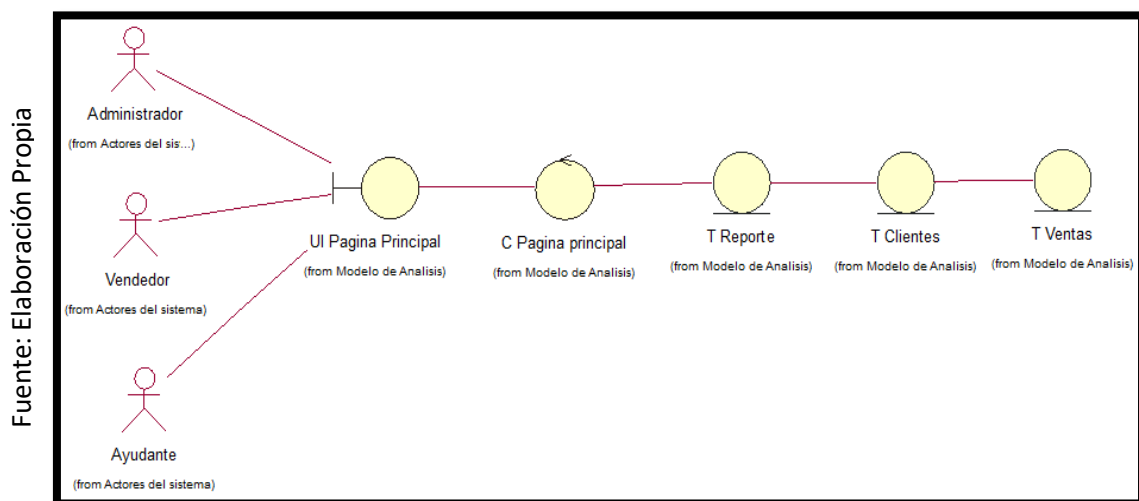 Fuente: Elaboración Propia
Administrador
(from Actores del sis...)
Vendedor
(from Actores del sistema)
Ayudante
(from Actores del sistema)
UI Pagina Principal
(from Modelo de Analisis)
C Pagina principal
(from Modelo de Analisis)
T Reporte
(from Modelo de Analisis)
T Clientes
(from Modelo de Analisis)
T Ventas
(from Modelo de Analisis)